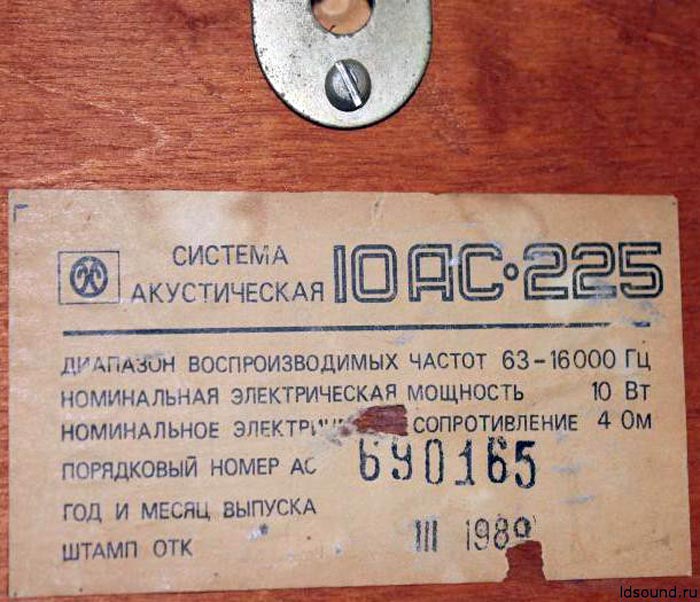 СИСТЕМА
АКУСТИЧЕСКАЯ
10АС-225
ДИАПАЗОН ВОСПРОИЗВОДИМЫХ ЧАСТОТ 63-16000 ГЦ
НОМИНАЛЬНАЯ ЭЛЕКТРИЧЕСКАЯ МОЩНОСТЬ 10 Вт
НОМИНАЛЬНОЕ СОПРОТИВЛЕНИЕ 4 Ом
ПОРЯДКОВЫЙ НОМЕР АС 690165
ГОД И МЕСЯЦ ВЫПУСКА
ШТАМП ОТК III 1989
ldsound.ru